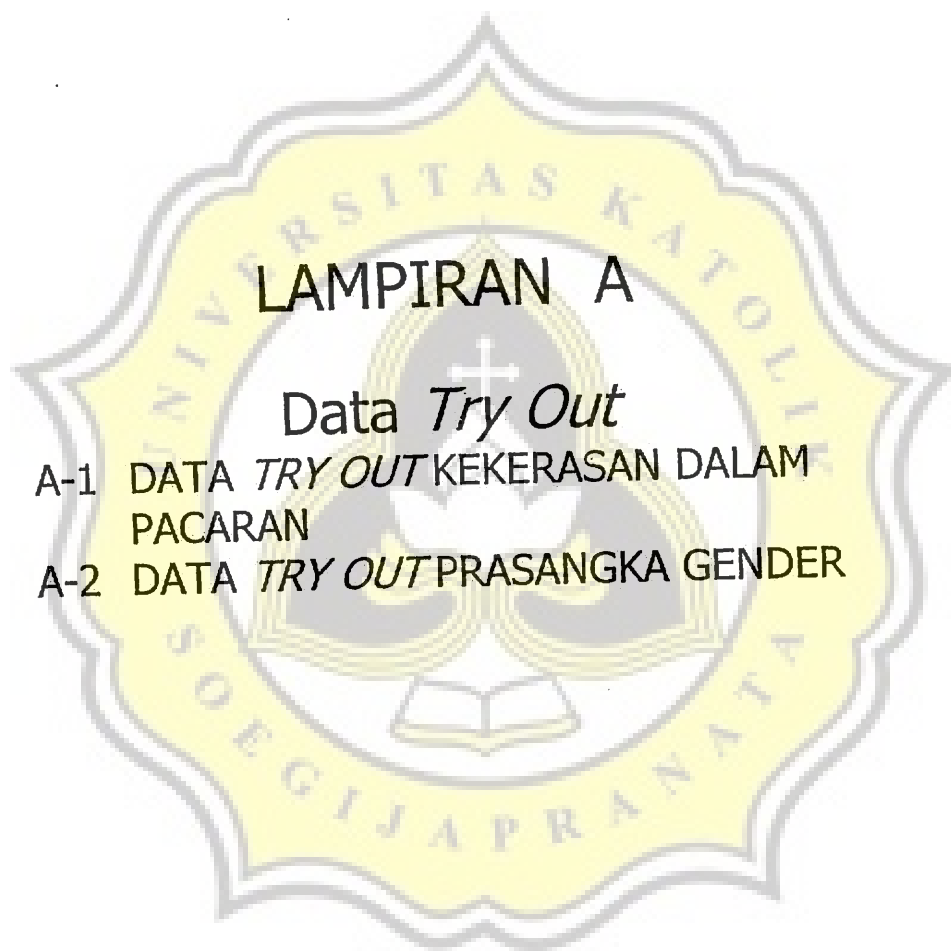 UNIVERSITAS KATOLIK
LAMPIRAN A
Data Try Out
A-1 DATA TRY OUT KEKERASAN DALAM
PACARAN
A-2 DATA TRY OUT PRASANGKA GENDER
SOEGIJAPRANATA